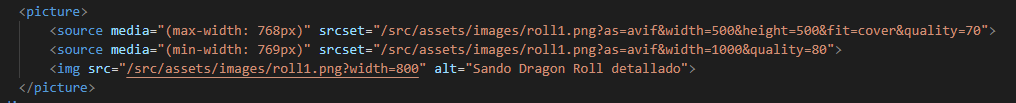 <picture>
<source media="(max-width: 768px)" srcset="/src/assets/images/roll1.png?as=avif&width=500&height=500&fit=cover&quality=70">
<source media="(min-width: 769px)" srcset="/src/assets/images/roll1.png?as=avif&width=1000&quality=80">
<img src="/src/assets/images/roll1.png?width=800" alt="Sando Dragon Roll detallado">
</picture>